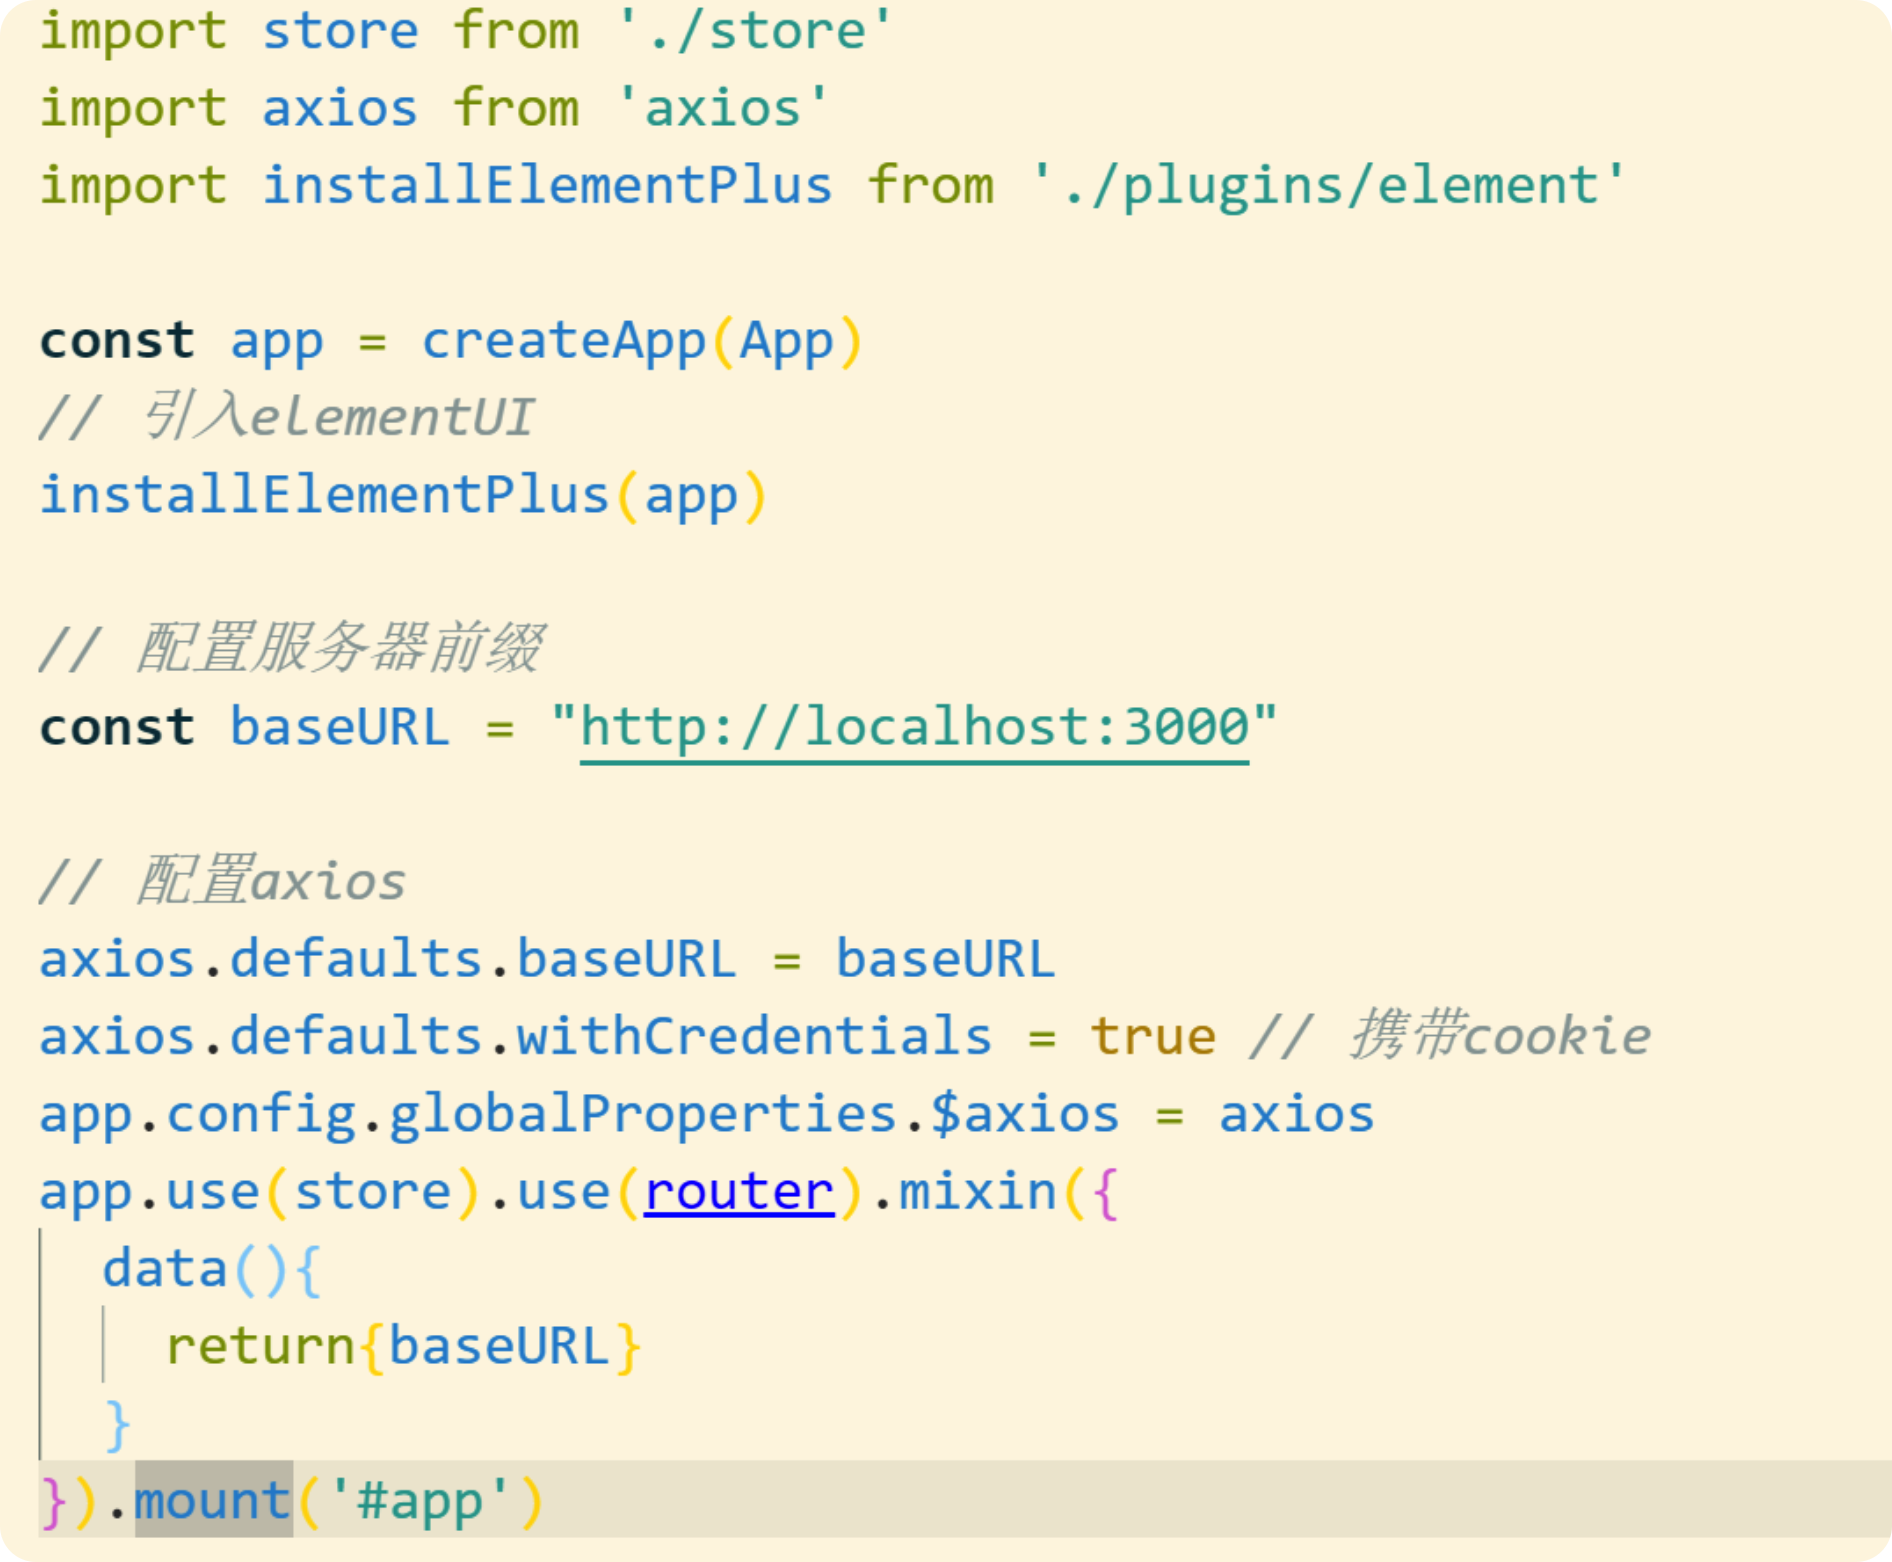 import store from './store'
import axios from 'axios'
import installElementPlus from './plugins/element'
const app = createApp(App)
// 引入elementUI
installElementPlus(app)
// 配置服务器前缀
const baseURL = "http://localhost:3000"
// 配置axios
axios.defaults.baseURL = baseURL
axios.defaults.withCredentials = true // 携带cookie
app.config.globalProperties.$axios = axios
app.use(store).use(router).mixin({
  data(){
    return{baseURL}
  }
}).mount('#app')